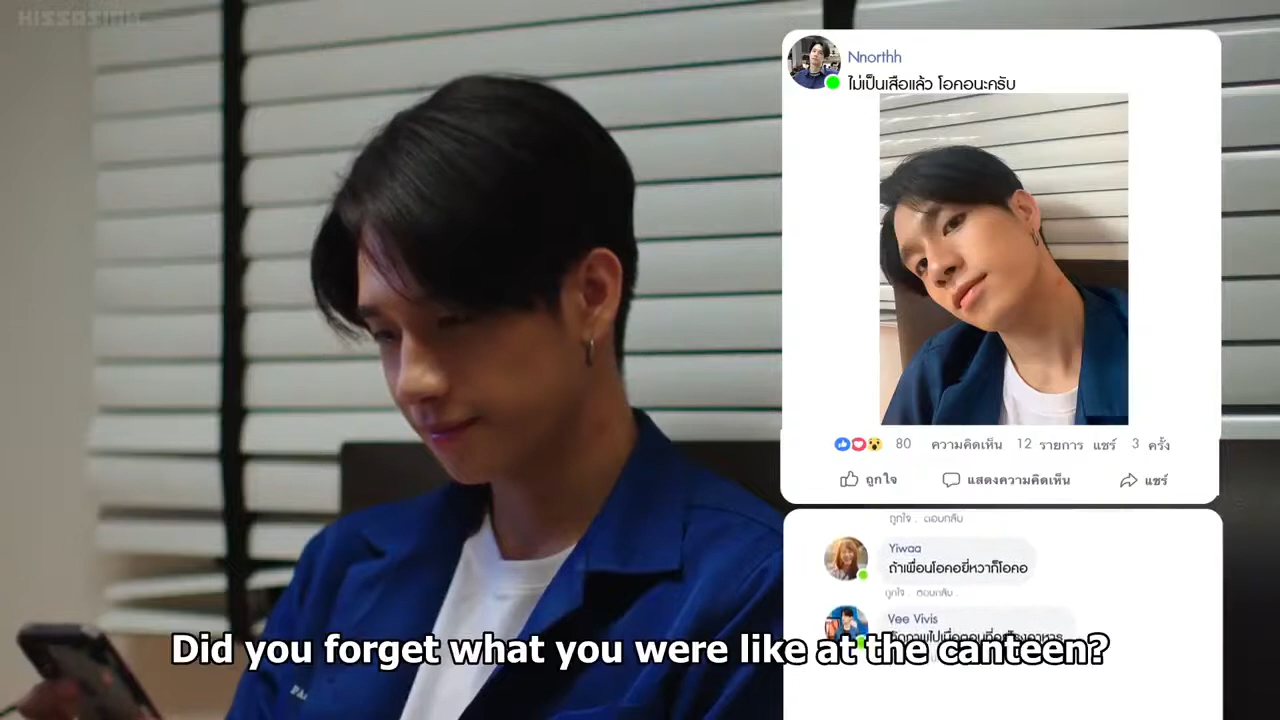 KISSASIAN
Nnorthh
ไม่เป็นเสือแล้ว โอคอนะครับ
80 ความคิดเห็น 12 รายการ แชร์ 3 ครั้ง
ถูกใจ แสดงความคิดเห็น แชร์
ถูกใจ . ตอบกลับ
Yiwaa
ถ้าเพื่อนโอคอยี่หวาก็โอคอ
ถูกใจ . ตอบกลับ .
Vee Vivis
Did you forget what you were like at the canteen?